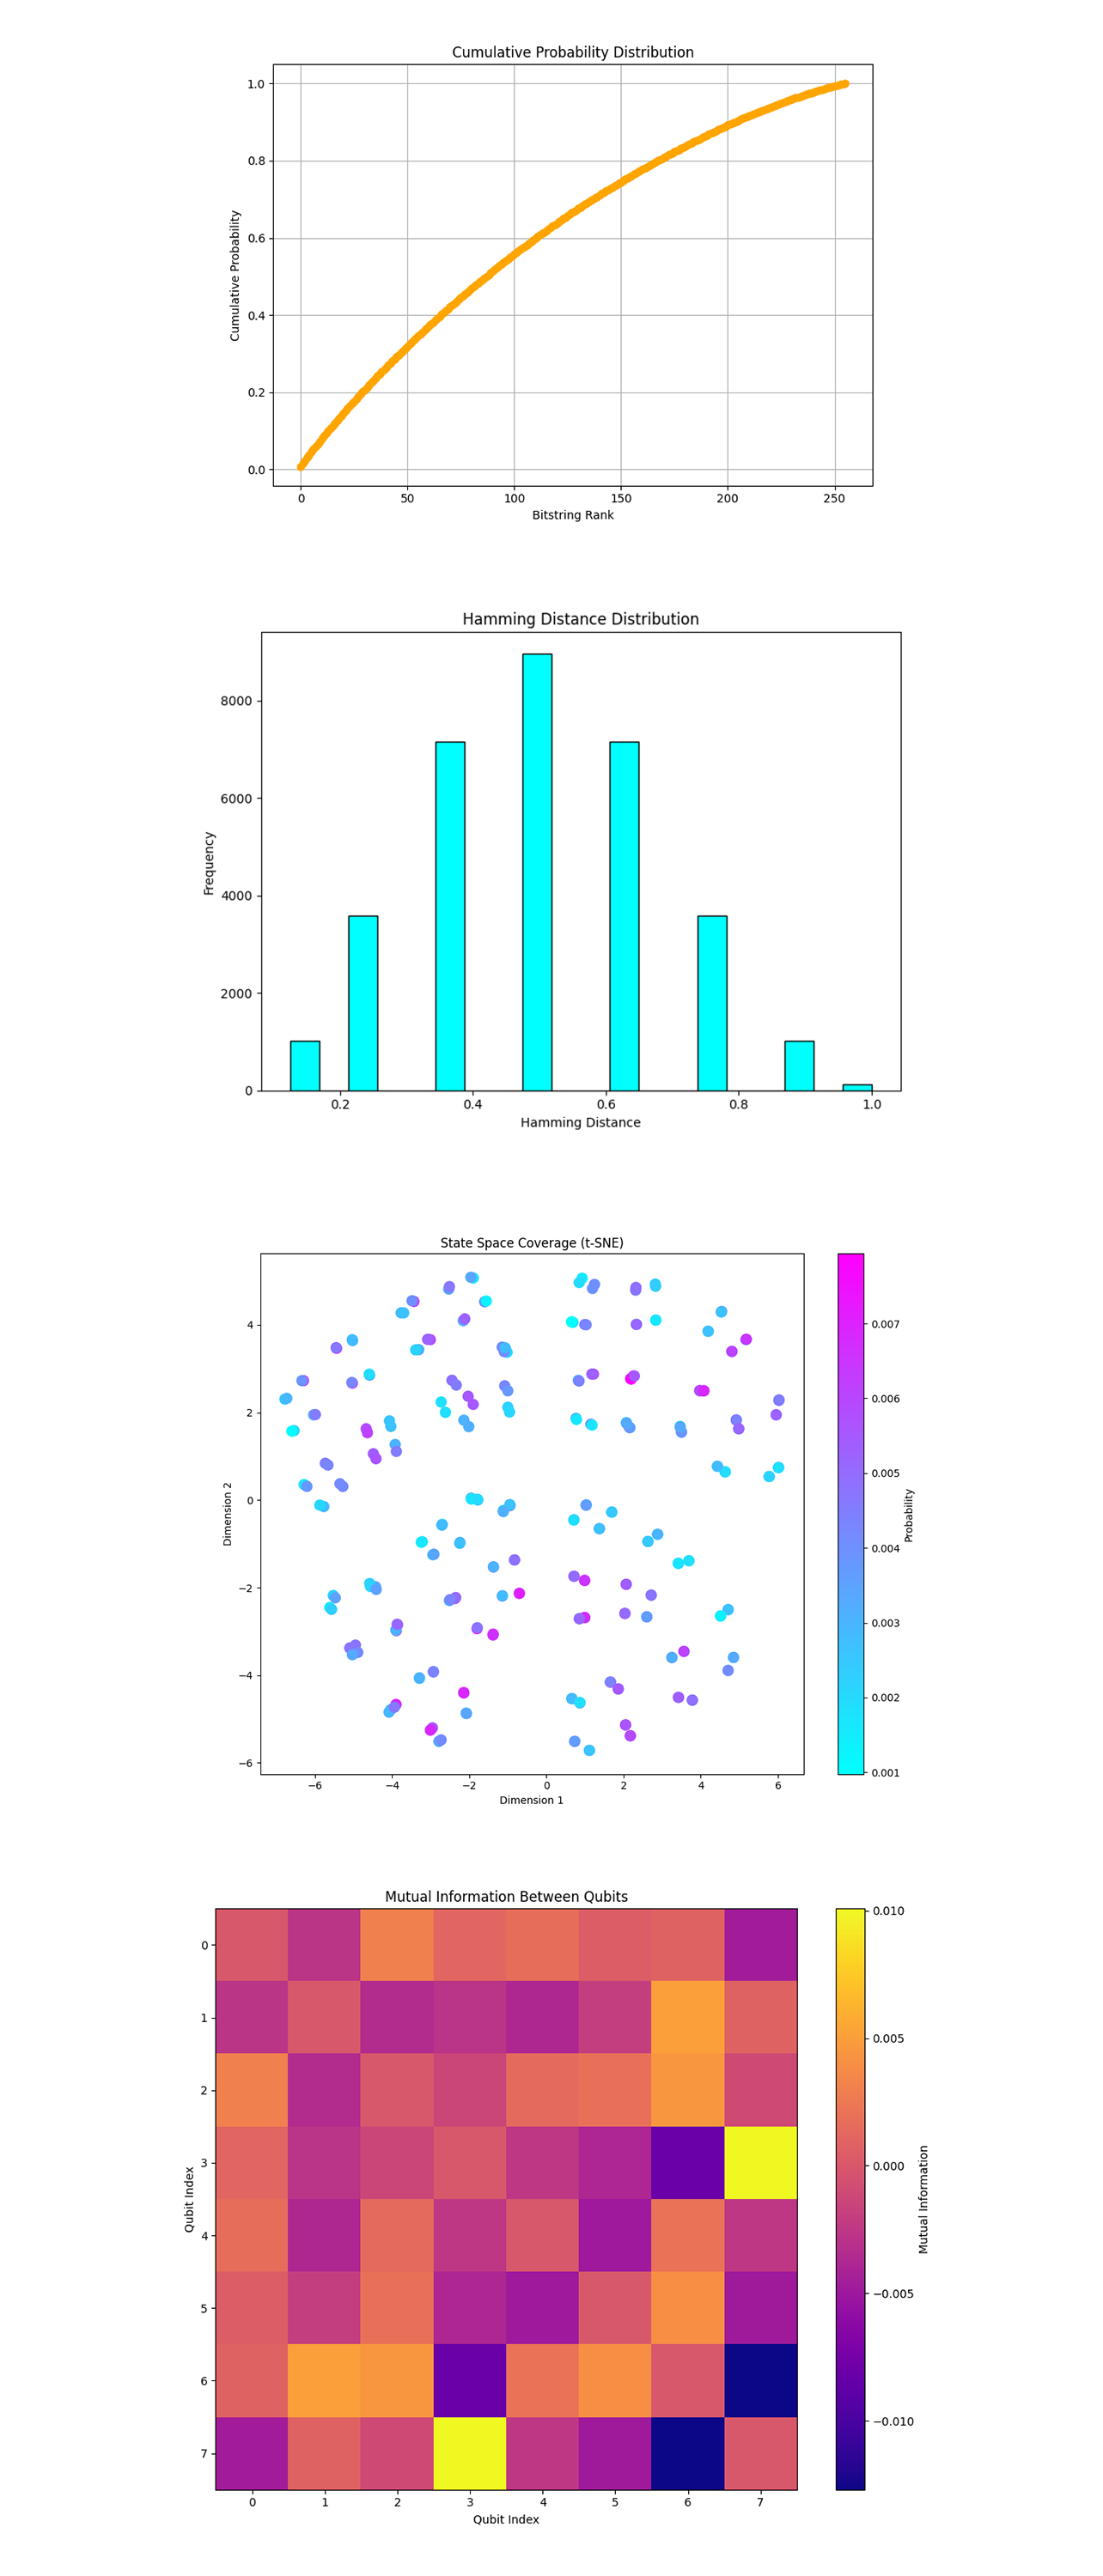 Cumulative Probability Distribution
1.0
0.8
0.6
0.4
0.2
0.0
Cumulative Probability
0 50 100 150 200 250
Bitstring Rank
Hamming Distance Distribution
8000
6000
4000
2000
0
Frequency
0.2 0.4 0.6 0.8 1.0
Hamming Distance
State Space Coverage (t-SNE)
4
2
0
−2
−4
−6
Dimension 2
−6 −4 −2 0 2 4 6
Dimension 1
0.007
0.006
0.005
0.004
0.003
0.002
0.001
Probability
Mutual Information Between Qubits
0
1
2
3
4
5
6
7
Qubit Index
0 1 2 3 4 5 6 7
Qubit Index
0.010
0.005
0.000
−0.005
−0.010
Mutual Information